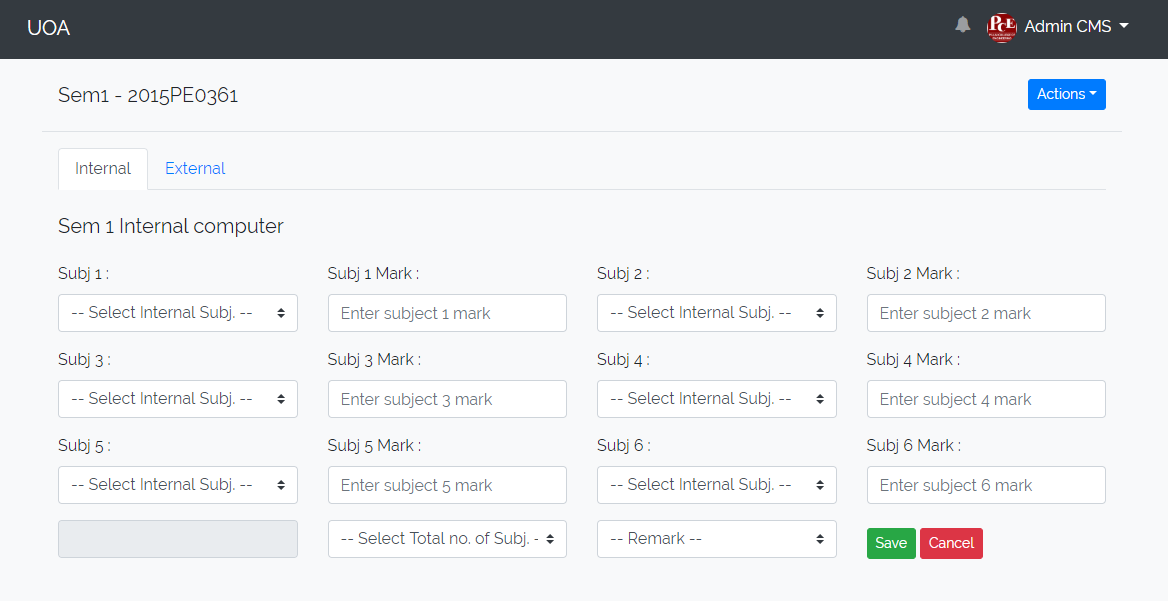 UOA
PCE
Admin CMS
Sem1 - 2015PE0361
Actions
Internal
External
Sem 1 Internal computer
Subj 1 :
Subj 1 Mark :
Subj 2 :
Subj 2 Mark :
-- Select Internal Subj. --
Enter subject 1 mark
-- Select Internal Subj. --
Enter subject 2 mark
Subj 3 :
Subj 3 Mark :
Subj 4 :
Subj 4 Mark :
-- Select Internal Subj. --
Enter subject 3 mark
-- Select Internal Subj. --
Enter subject 4 mark
Subj 5 :
Subj 5 Mark :
Subj 6 :
Subj 6 Mark :
-- Select Internal Subj. --
Enter subject 5 mark
-- Select Internal Subj. --
Enter subject 6 mark
-- Select Total no. of Subj. -
-- Remark --
Save
Cancel